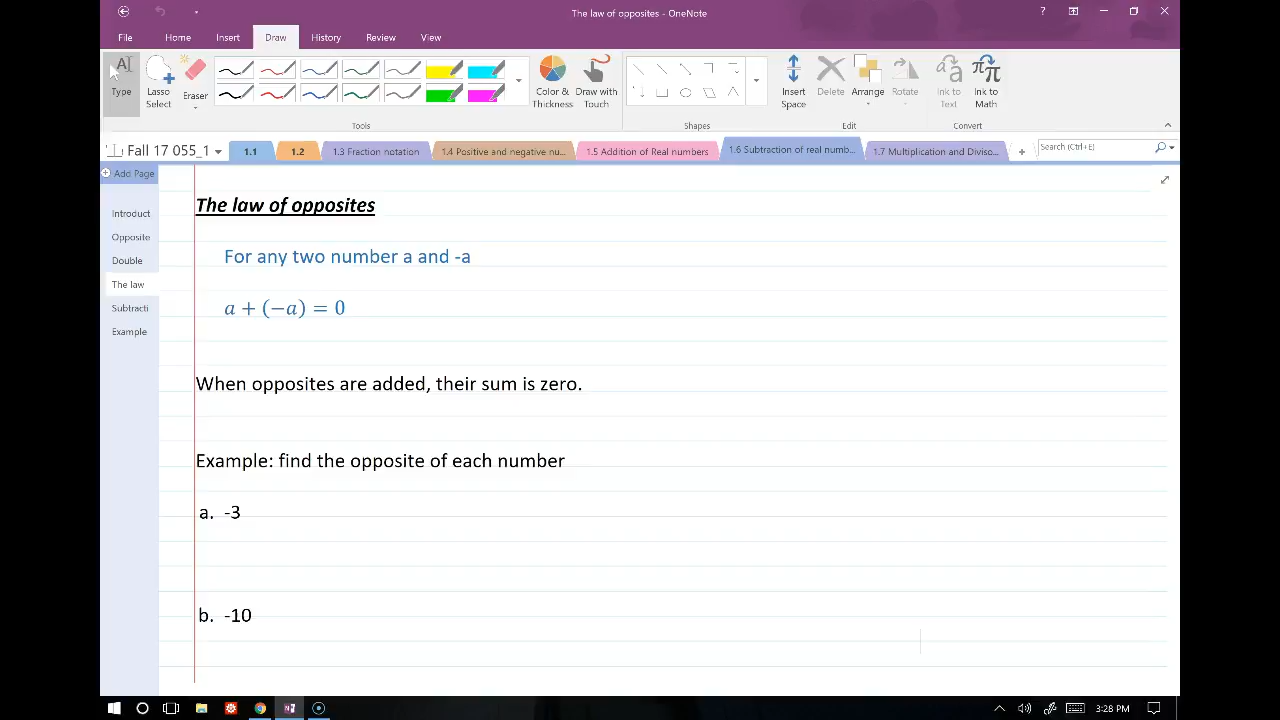 The law of opposites - OneNote
?
File Home Insert Draw History Review View
Type
Lasso Select
Eraser
Color & Thickness
Draw with Touch
Insert Space
Delete
Arrange
Rotate
Ink to Text
Ink to Math
Tools Shapes Edit Convert
Fall 17 055_1 1.1 1.2 1.3 Fraction notation 1.4 Positive and negative nu... 1.5 Addition of Real numbers 1.6 Subtraction of real numb... 1.7 Multiplication and Diviso... + Search (Ctrl+E)
Add Page
Introduct
Opposite
Double
The law
Subtracti
Example
The law of opposites
For any two number a and -a
a + (−a) = 0
When opposites are added, their sum is zero.
Example: find the opposite of each number
a. -3
b. -10
3:28 PM